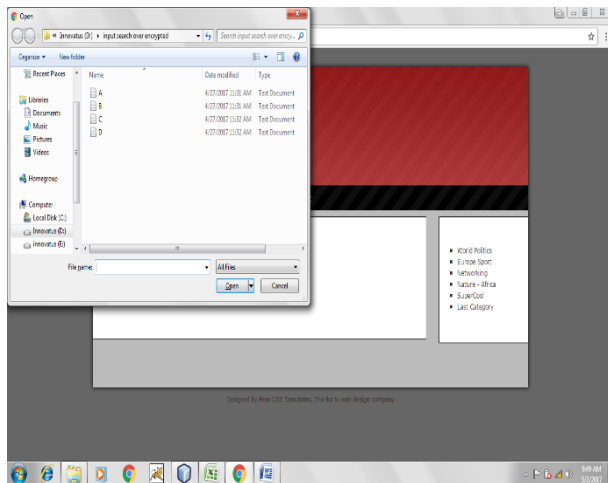 Open
« Innovatus (D:) ▸ input search over encrypted
Search input search over encry...
Organize ▾ New folder
Recent Places
Name Date modified Type
A 4/27/2017 11:31 AM Text Document
B 4/27/2017 11:31 AM Text Document
C 4/27/2017 11:32 AM Text Document
D 4/27/2017 11:32 AM Text Document
Libraries
Documents
Music
Pictures
Videos
Homegroup
Computer
Local Disk (C:)
Innovatus (D:)
innovatus (E:)
File name:
All Files
Open
Cancel
World Politics
Europe Sport
Networking
Nature - Africa
SuperCool
Last Category
Designed by Free CSS Templates, Thanks to web design company
3:49 AM
5/2/2017